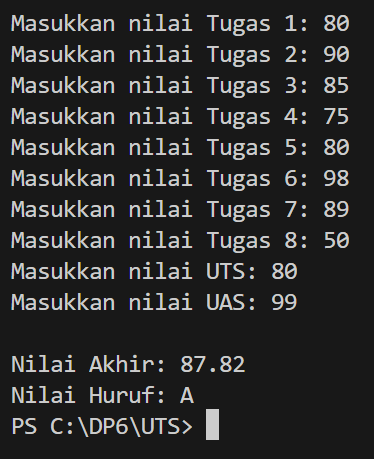 Masukkan nilai Tugas 1: 80
Masukkan nilai Tugas 2: 90
Masukkan nilai Tugas 3: 85
Masukkan nilai Tugas 4: 75
Masukkan nilai Tugas 5: 80
Masukkan nilai Tugas 6: 98
Masukkan nilai Tugas 7: 89
Masukkan nilai Tugas 8: 50
Masukkan nilai UTS: 80
Masukkan nilai UAS: 99
Nilai Akhir: 87.82
Nilai Huruf: A
PS C:\DP6\UTS>